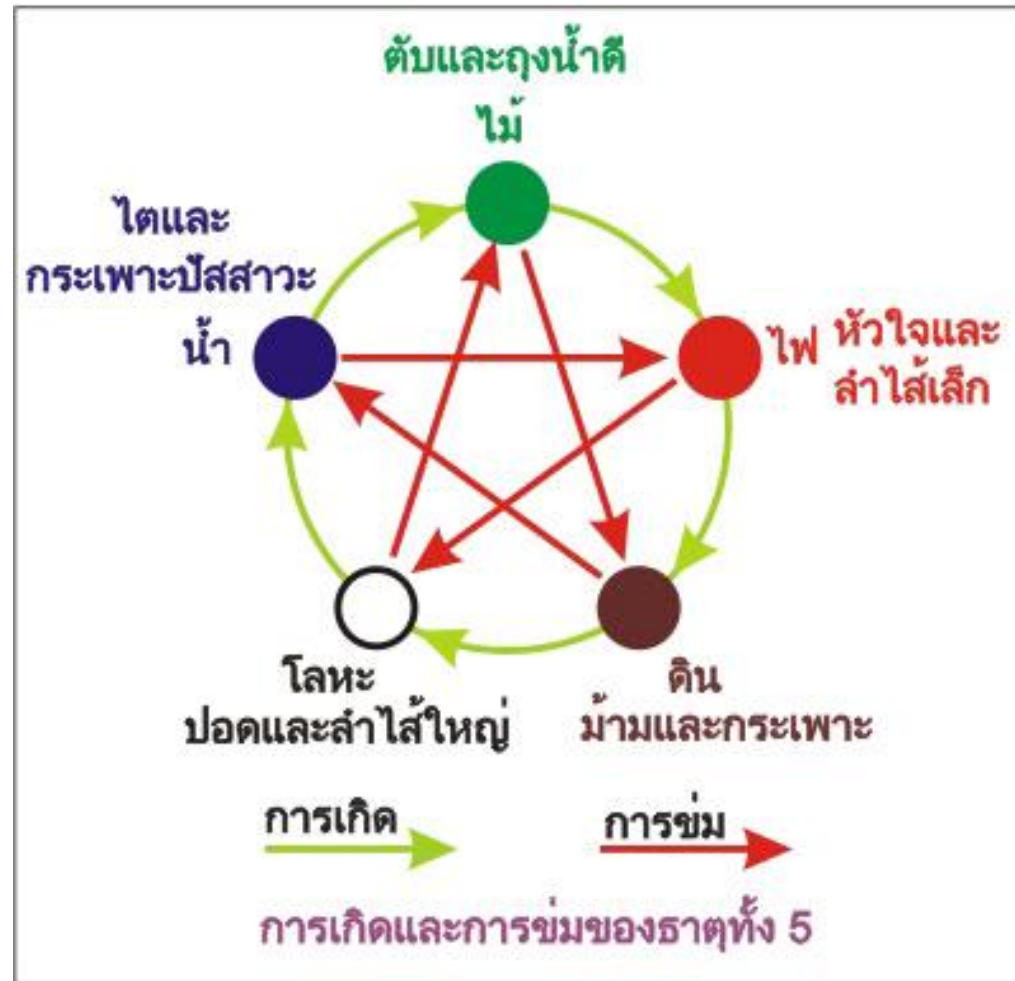 ตับและถุงน้ำดี
ไม้
ไตและ
กระเพาะปัสสาวะ
น้ำ
ไฟ
หัวใจและ
ลำไส้เล็ก
โลหะ
ปอดและลำไส้ใหญ่
ดิน
ม้ามและกระเพาะ
การเกิด
การข่ม
การเกิดและการข่มของธาตุทั้ง 5